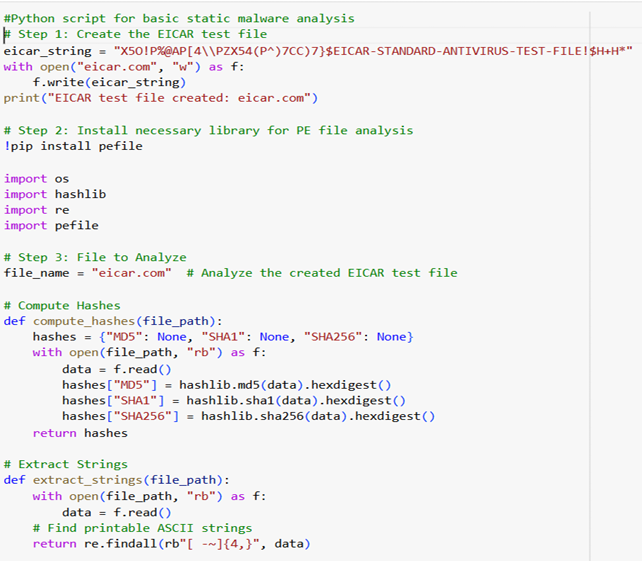 #Python script for basic static malware analysis
# Step 1: Create the EICAR test file
eicar_string = "X5O!P%@AP[4\\PZX54(P^)7CC)7}$EICAR-STANDARD-ANTIVIRUS-TEST-FILE!$H+H*"
with open("eicar.com", "w") as f:
    f.write(eicar_string)
print("EICAR test file created: eicar.com")

# Step 2: Install necessary library for PE file analysis
!pip install pefile

import os
import hashlib
import re
import pefile

# Step 3: File to Analyze
file_name = "eicar.com"  # Analyze the created EICAR test file

# Compute Hashes
def compute_hashes(file_path):
    hashes = {"MD5": None, "SHA1": None, "SHA256": None}
    with open(file_path, "rb") as f:
        data = f.read()
        hashes["MD5"] = hashlib.md5(data).hexdigest()
        hashes["SHA1"] = hashlib.sha1(data).hexdigest()
        hashes["SHA256"] = hashlib.sha256(data).hexdigest()
    return hashes

# Extract Strings
def extract_strings(file_path):
    with open(file_path, "rb") as f:
        data = f.read()
    # Find printable ASCII strings
    return re.findall(rb"[ -~]{4,}", data)